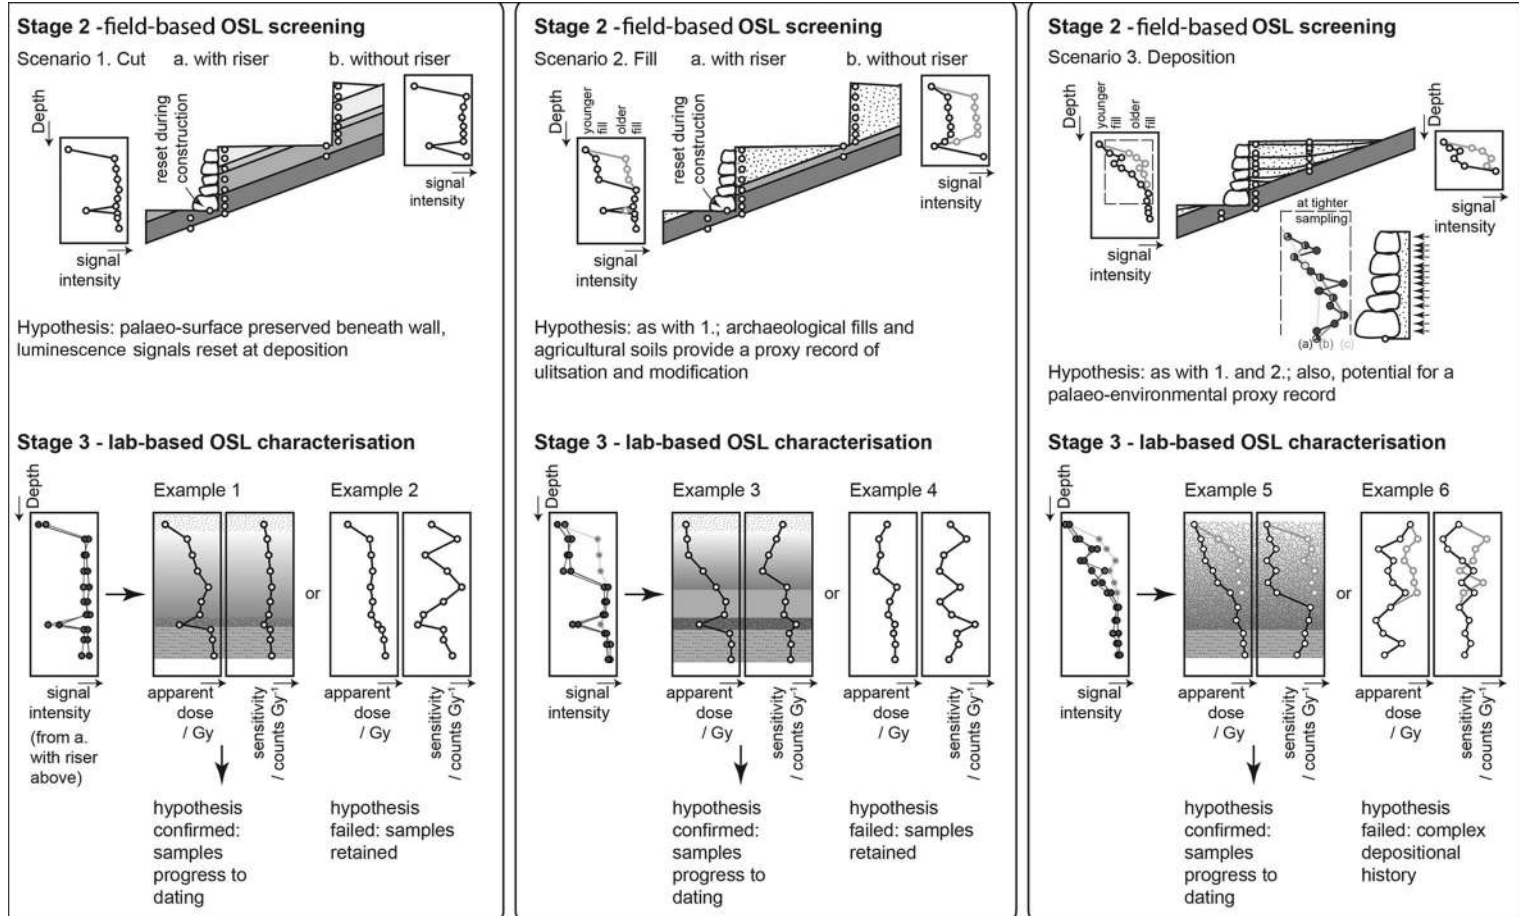 Stage 2 - field-based OSL screening
Scenario 1. Cut a. with riser b. without riser
Depth
reset during
construction
signal
intensity
signal
intensity
Hypothesis: palaeo-surface preserved beneath wall,
luminescence signals reset at deposition
Stage 3 - lab-based OSL characterisation
Depth
Example 1
Example 2
or
signal
intensity
(from a.
with riser
above)
apparent
dose
/ Gy
sensitivity
/ counts Gy⁻¹
apparent
dose
/ Gy
sensitivity
/ counts Gy⁻¹
hypothesis
confirmed:
samples
progress to
dating
hypothesis
failed: samples
retained
Stage 2 - field-based OSL screening
Scenario 2. Fill a. with riser b. without riser
Depth
younger
fill
older
fill
reset during
construction
Depth
signal
intensity
signal
intensity
Hypothesis: as with 1.; archaeological fills and
agricultural soils provide a proxy record of
ulitsation and modification
Stage 3 - lab-based OSL characterisation
Depth
Example 3
Example 4
or
signal
intensity
apparent
dose
/ Gy
sensitivity
/ counts Gy⁻¹
apparent
dose
/ Gy
sensitivity
/ counts Gy⁻¹
hypothesis
confirmed:
samples
progress to
dating
hypothesis
failed: samples
retained
Stage 2 - field-based OSL screening
Scenario 3. Deposition
Depth
younger
fill
older
fill
Depth
signal
intensity
at tighter
sampling
signal
intensity
(a) (b) (c)
Hypothesis: as with 1. and 2.; also, potential for a
palaeo-environmental proxy record
Stage 3 - lab-based OSL characterisation
Depth
Example 5
Example 6
or
signal
intensity
apparent
dose
/ Gy
sensitivity
/ counts Gy⁻¹
apparent
dose
/ Gy
sensitivity
/ counts Gy⁻¹
hypothesis
confirmed:
samples
progress to
dating
hypothesis
failed: complex
depositional
history